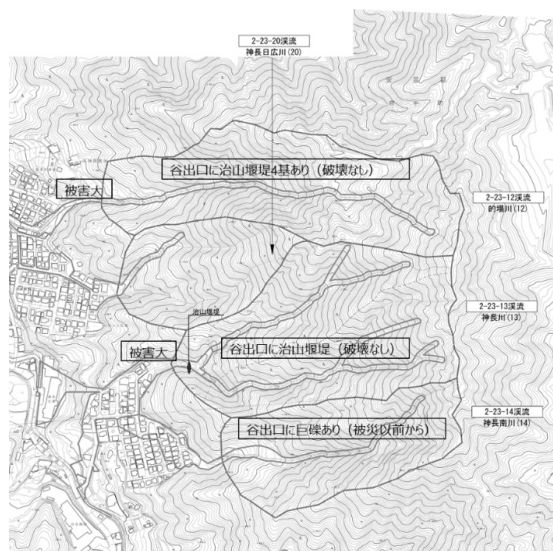 2-23-20渓流
神長日広川(20)
谷出口に治山堰堤4基あり（破壊なし）
被害大
2-23-12渓流
的場川(12)
2-23-13渓流
神長川(13)
治山堰堤
被害大
谷出口に治山堰堤（破壊なし）
2-23-14渓流
神長南川(14)
谷出口に巨礫あり（被災以前から）